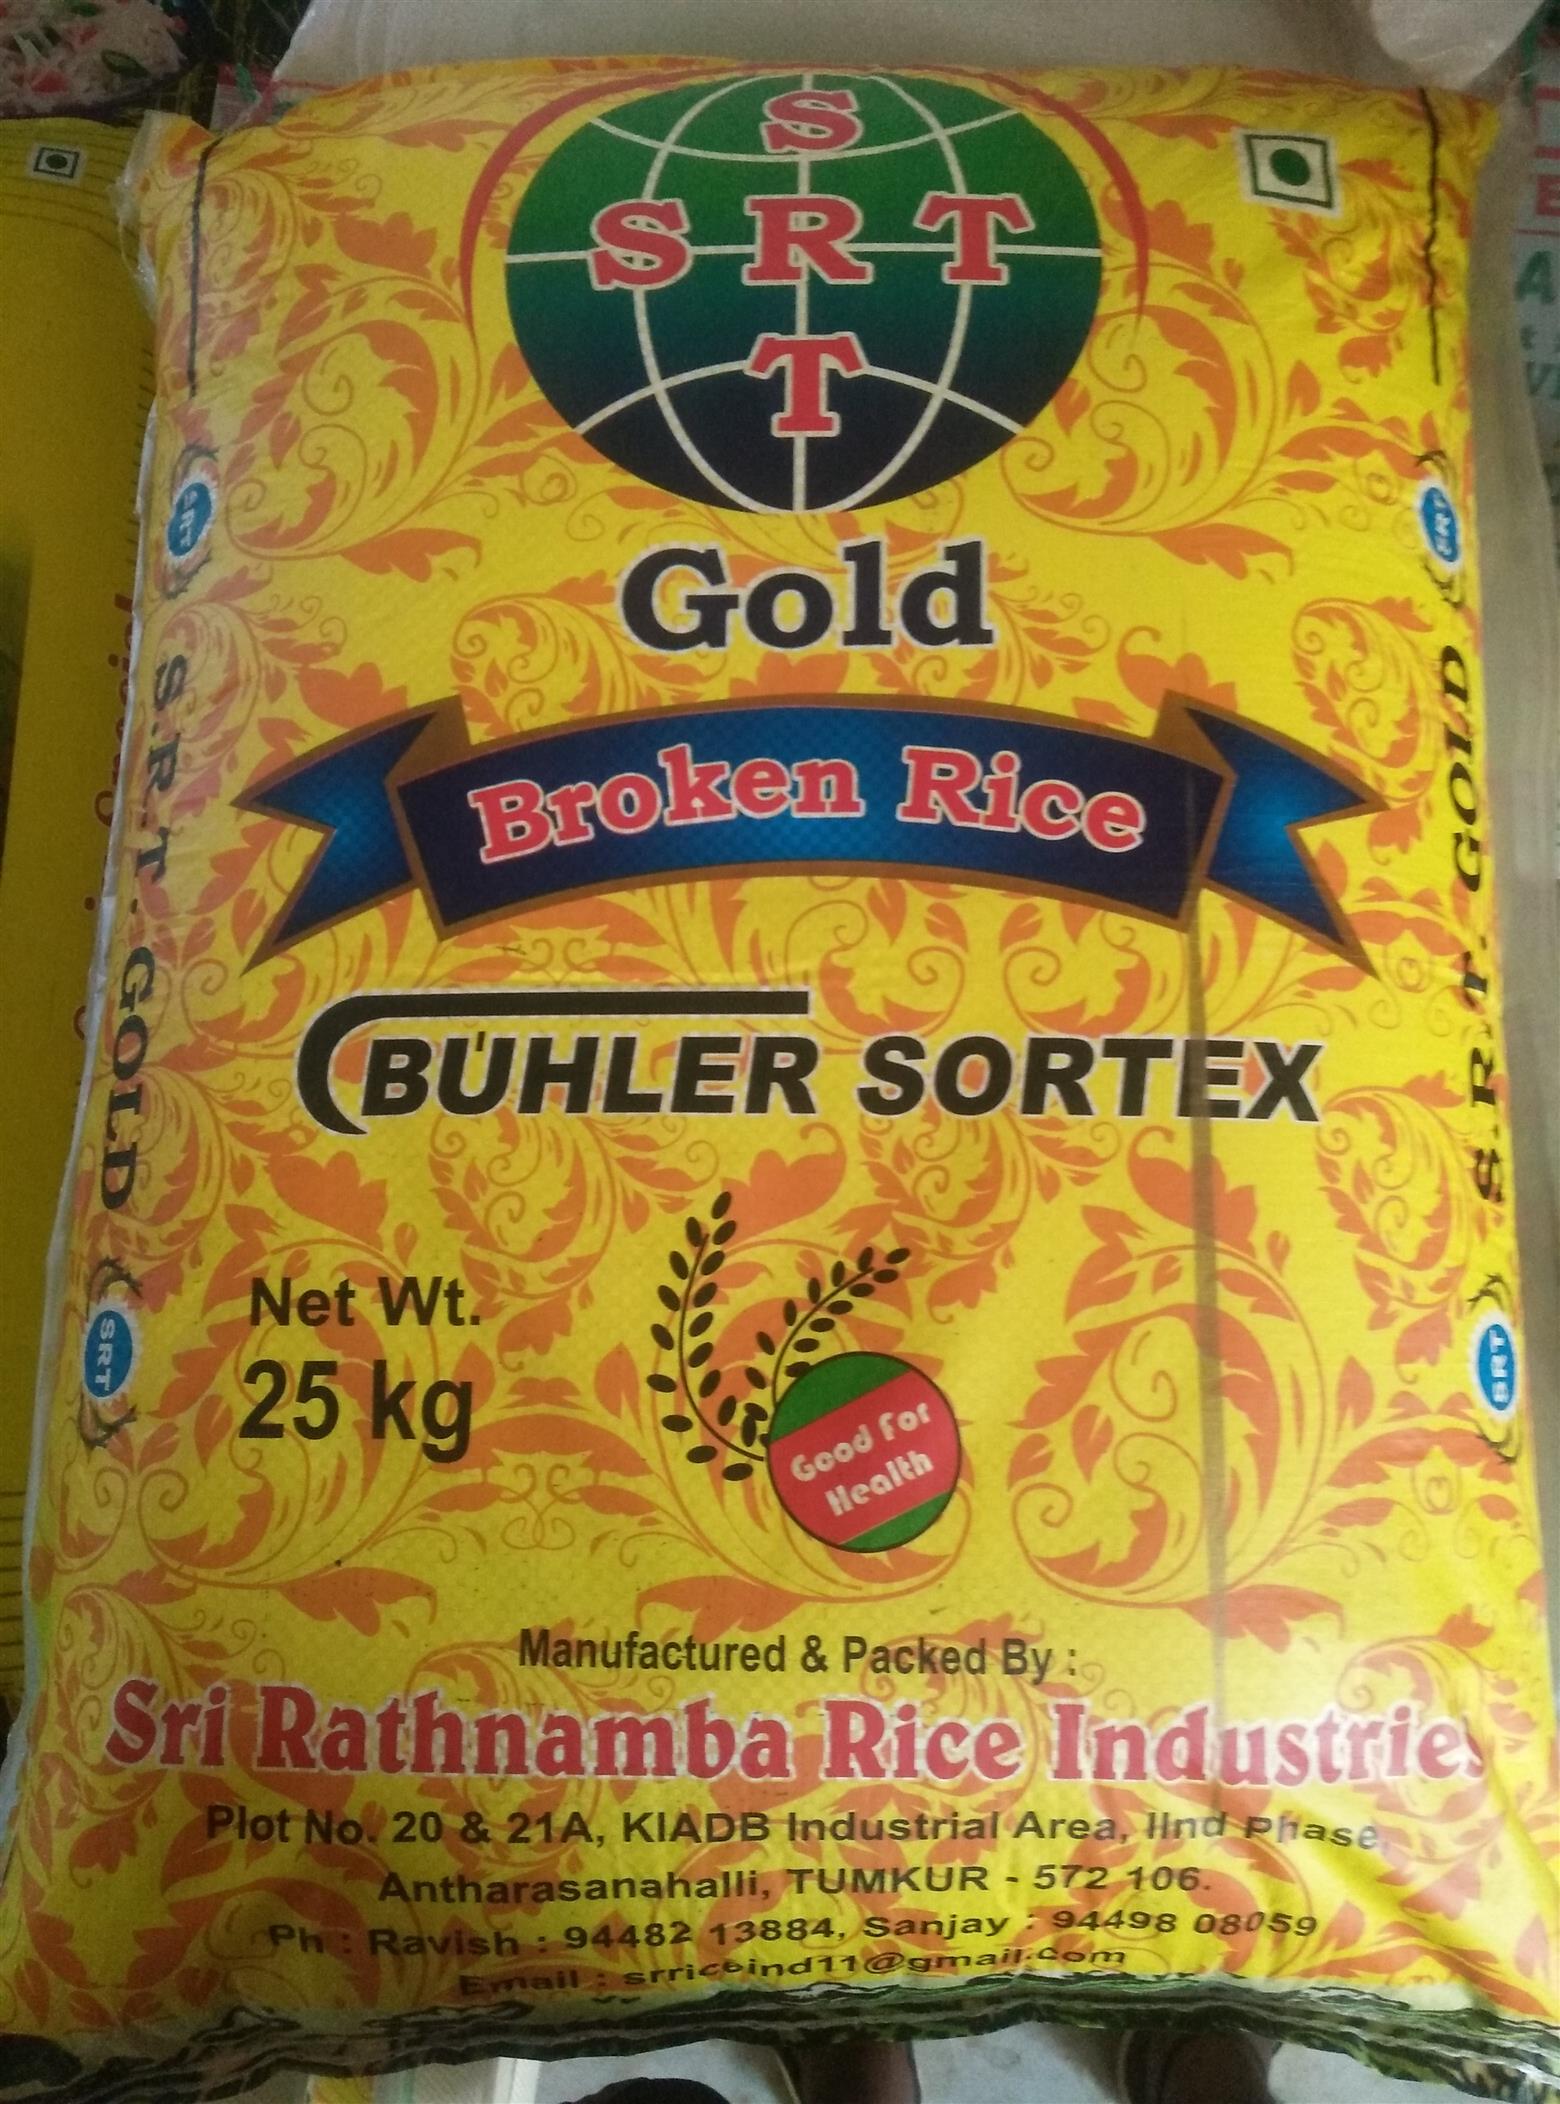 S
SRT
T
Gold
Broken Rice
BÜHLER SORTEX
Net Wt.
25 kg
Good For
Health
Manufactured & Packed By :
Sri Rathnamba Rice Industries
Plot No. 20 & 21A, KIADB Industrial Area, IInd Phase,
Antharasanahalli, TUMKUR - 572 106.
Ph : Ravish : 94482 13884, Sanjay : 94498 08059
Email : srriceind11@gmail.com
SRT
S.R.T. GOLD
SRT
SRT
S.R.T. GOLD
SRT